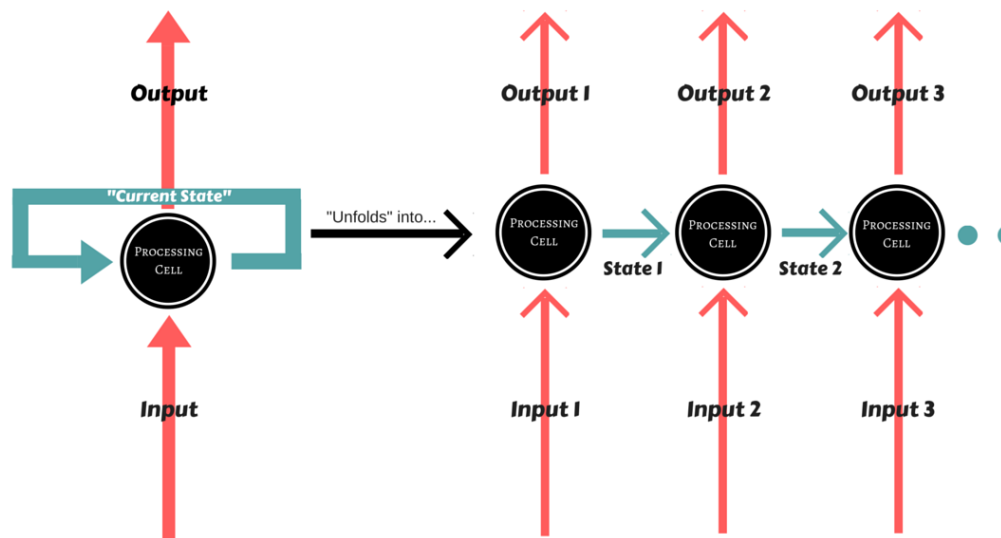 Output
Output 1
Output 2
Output 3
"Current State"
"Unfolds" into...
PROCESSING
CELL
PROCESSING
CELL
PROCESSING
CELL
PROCESSING
CELL
State 1
State 2
Input
Input 1
Input 2
Input 3